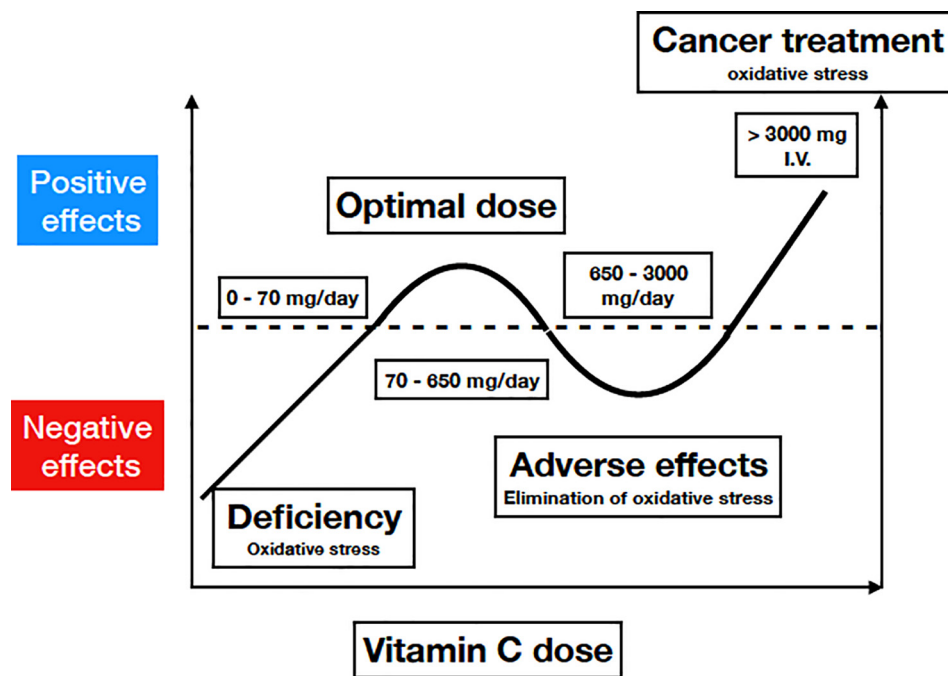 Cancer treatment
oxidative stress
> 3000 mg
I.V.
Positive
effects
Optimal dose
650 - 3000
mg/day
0 - 70 mg/day
70 - 650 mg/day
Negative
effects
Adverse effects
Elimination of oxidative stress
Deficiency
Oxidative stress
Vitamin C dose